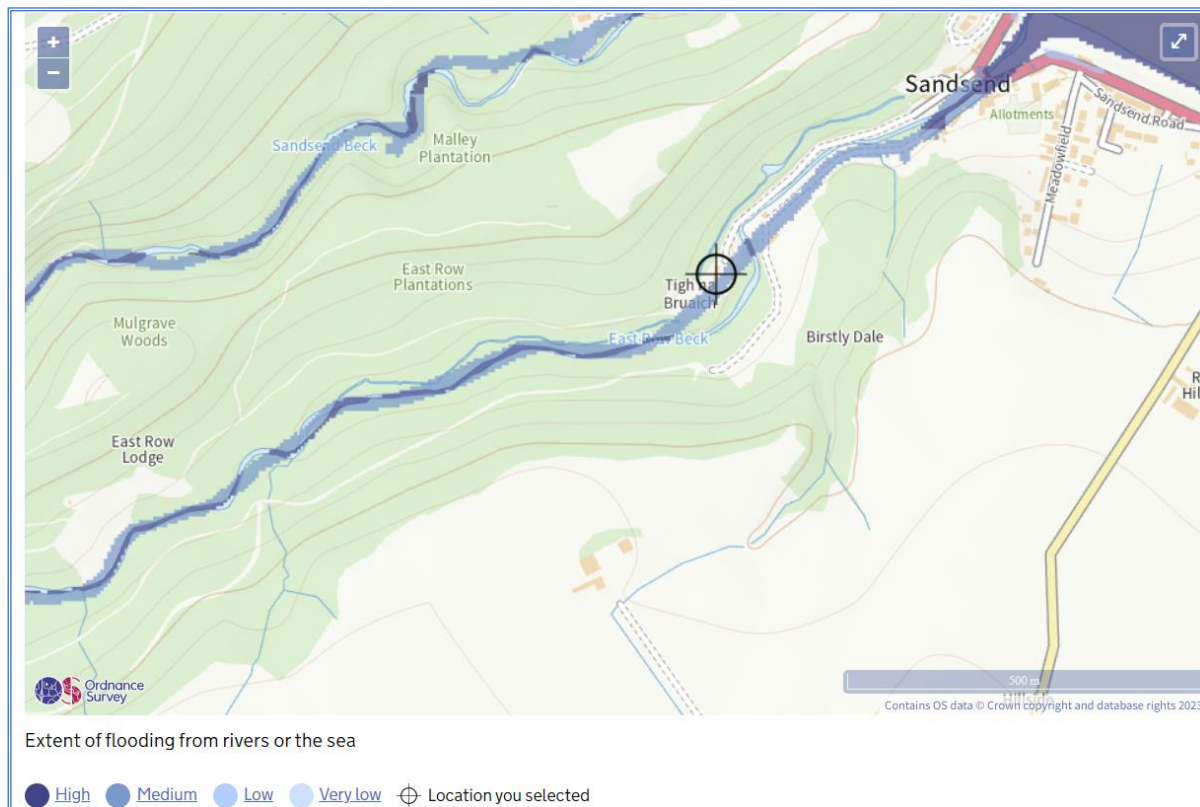 +
−
Sandsend
Allotments
Sandsend Road
Meadowfield
Sandsend Beck
Malley
Plantation
East Row
Plantations
Mulgrave
Woods
Tigh na
Bruaich
East Row Beck
Birstly Dale
R
Hil
East Row
Lodge
500 m
Hillside
Ordnance
Survey
Contains OS data © Crown copyright and database rights 2023
Extent of flooding from rivers or the sea
High Medium Low Very low Location you selected